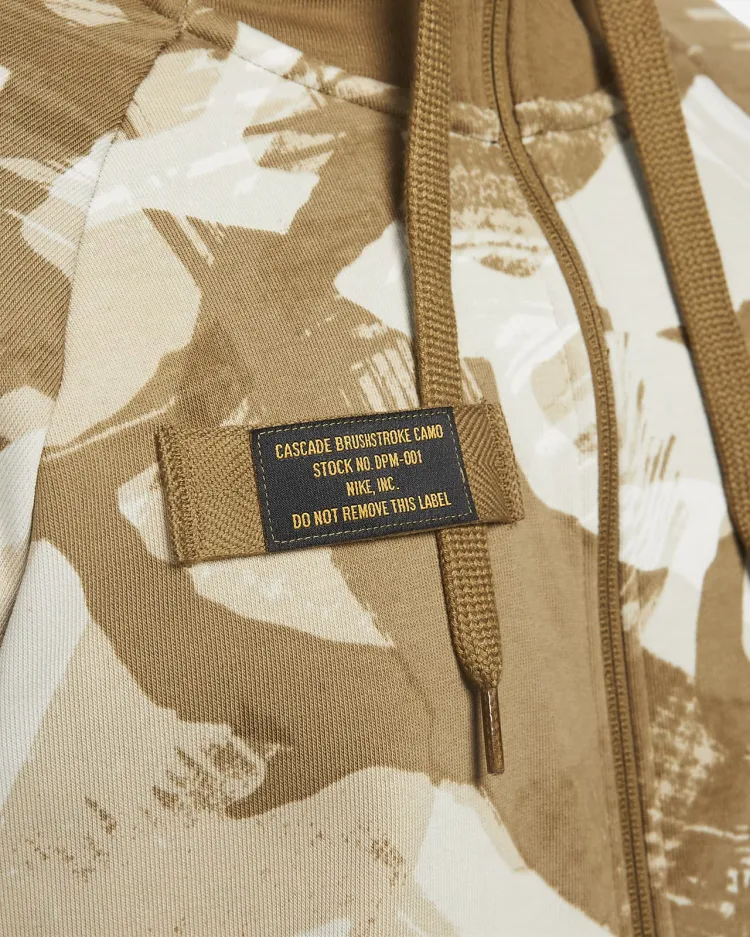 CASCADE BRUSHSTROKE CAMO
STOCK NO. DPM-001
NIKE, INC.
DO NOT REMOVE THIS LABEL